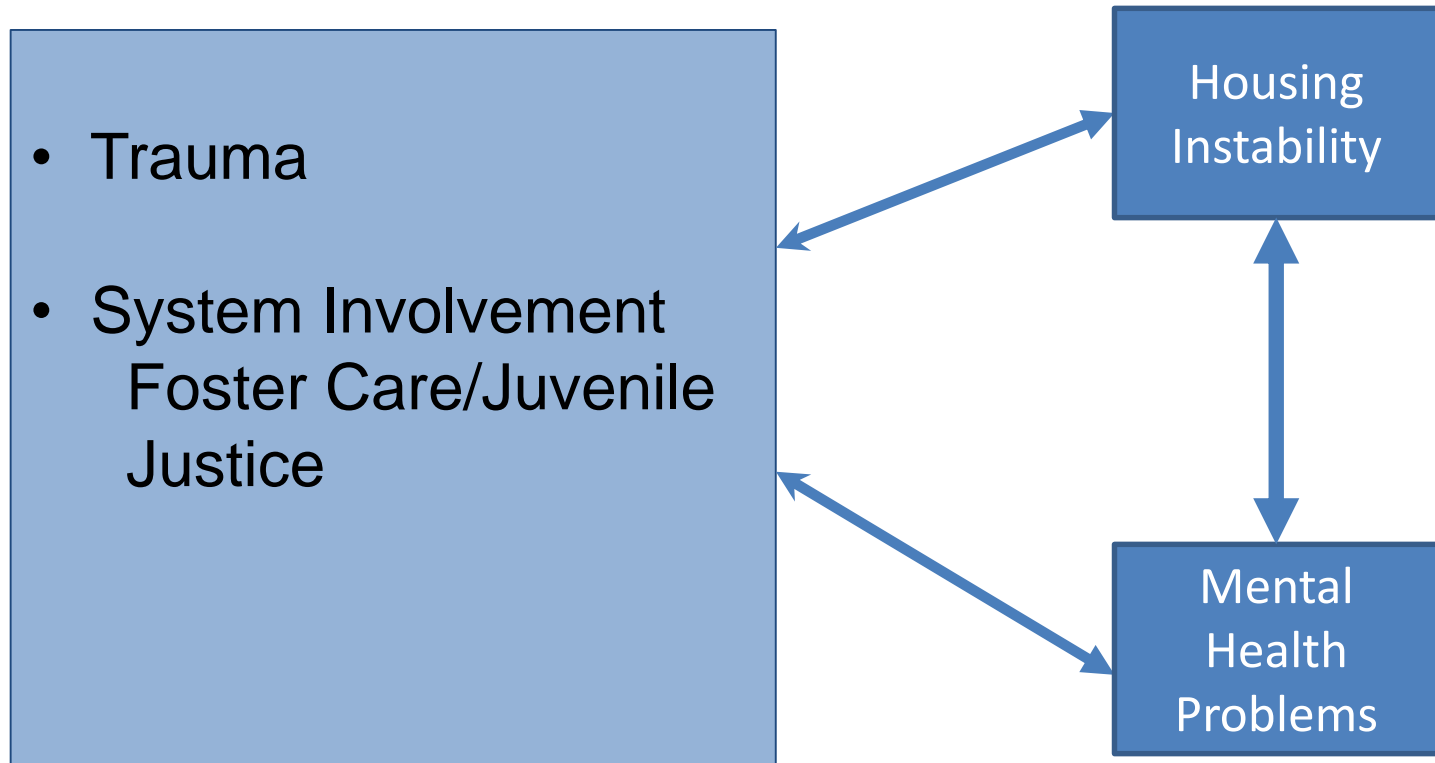 • Trauma
• System Involvement
Foster Care/Juvenile
Justice
Housing
Instability
Mental
Health
Problems